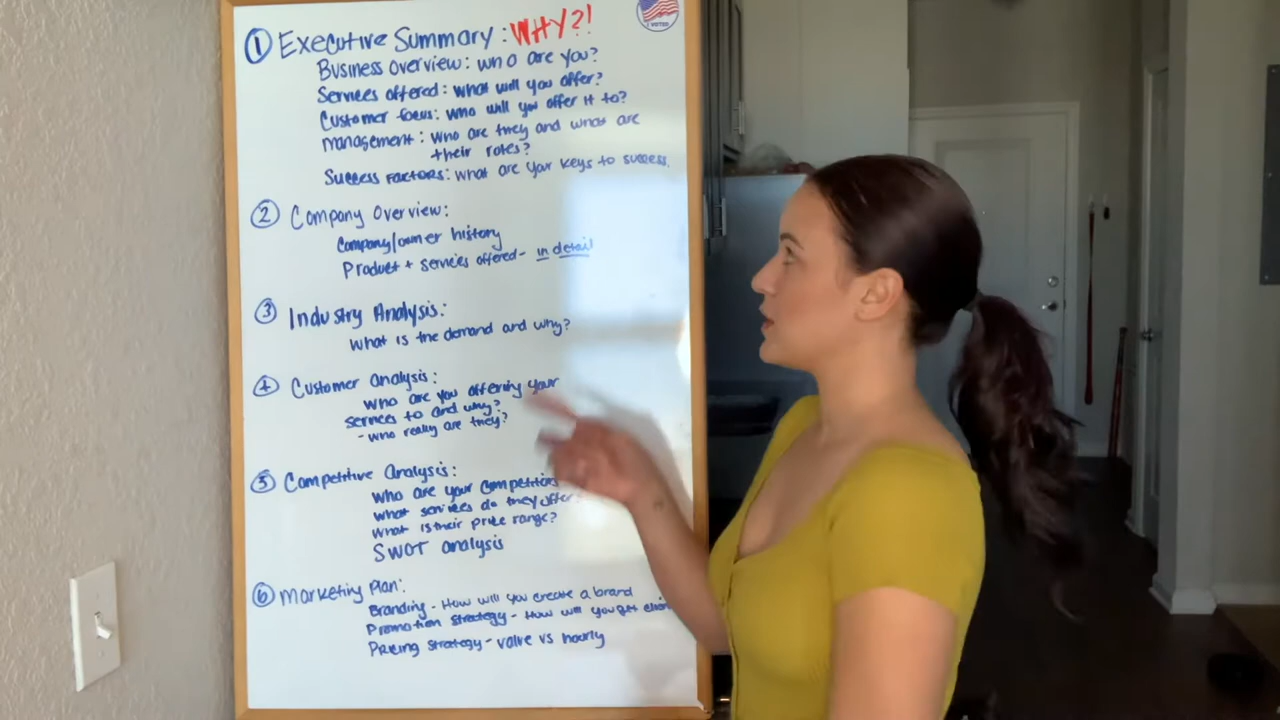 ① Executive Summary: WHY?!
I VOTED
Business overview: who are you?
Services offered: what will you offer?
Customer focus: who will you offer it to?
management: who are they and what are
their roles?
Success Factors: what are your keys to success
② Company Overview:
Company/owner history
Product + services offered - in detail
③ Industry Analysis:
What is the demand and why?
④ Customer analysis:
who are you offering your
services to and why?
- who really are they?
⑤ Competitive Analysis:
who are your competitors
what services do they offer?
what is their price range?
SWOT analysis
⑥ Marketing Plan:
Branding - How will you create a brand
Promotion strategy - How will you get
Pricing strategy - value vs hourly